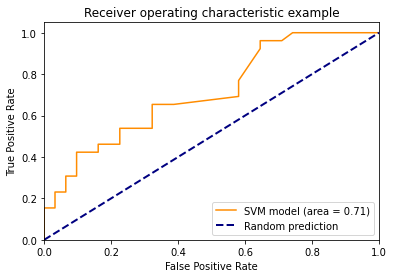 Receiver operating characteristic example
True Positive Rate
1.0
0.8
0.6
0.4
0.2
0.0
SVM model (area = 0.71)
Random prediction
0.0 0.2 0.4 0.6 0.8 1.0
False Positive Rate